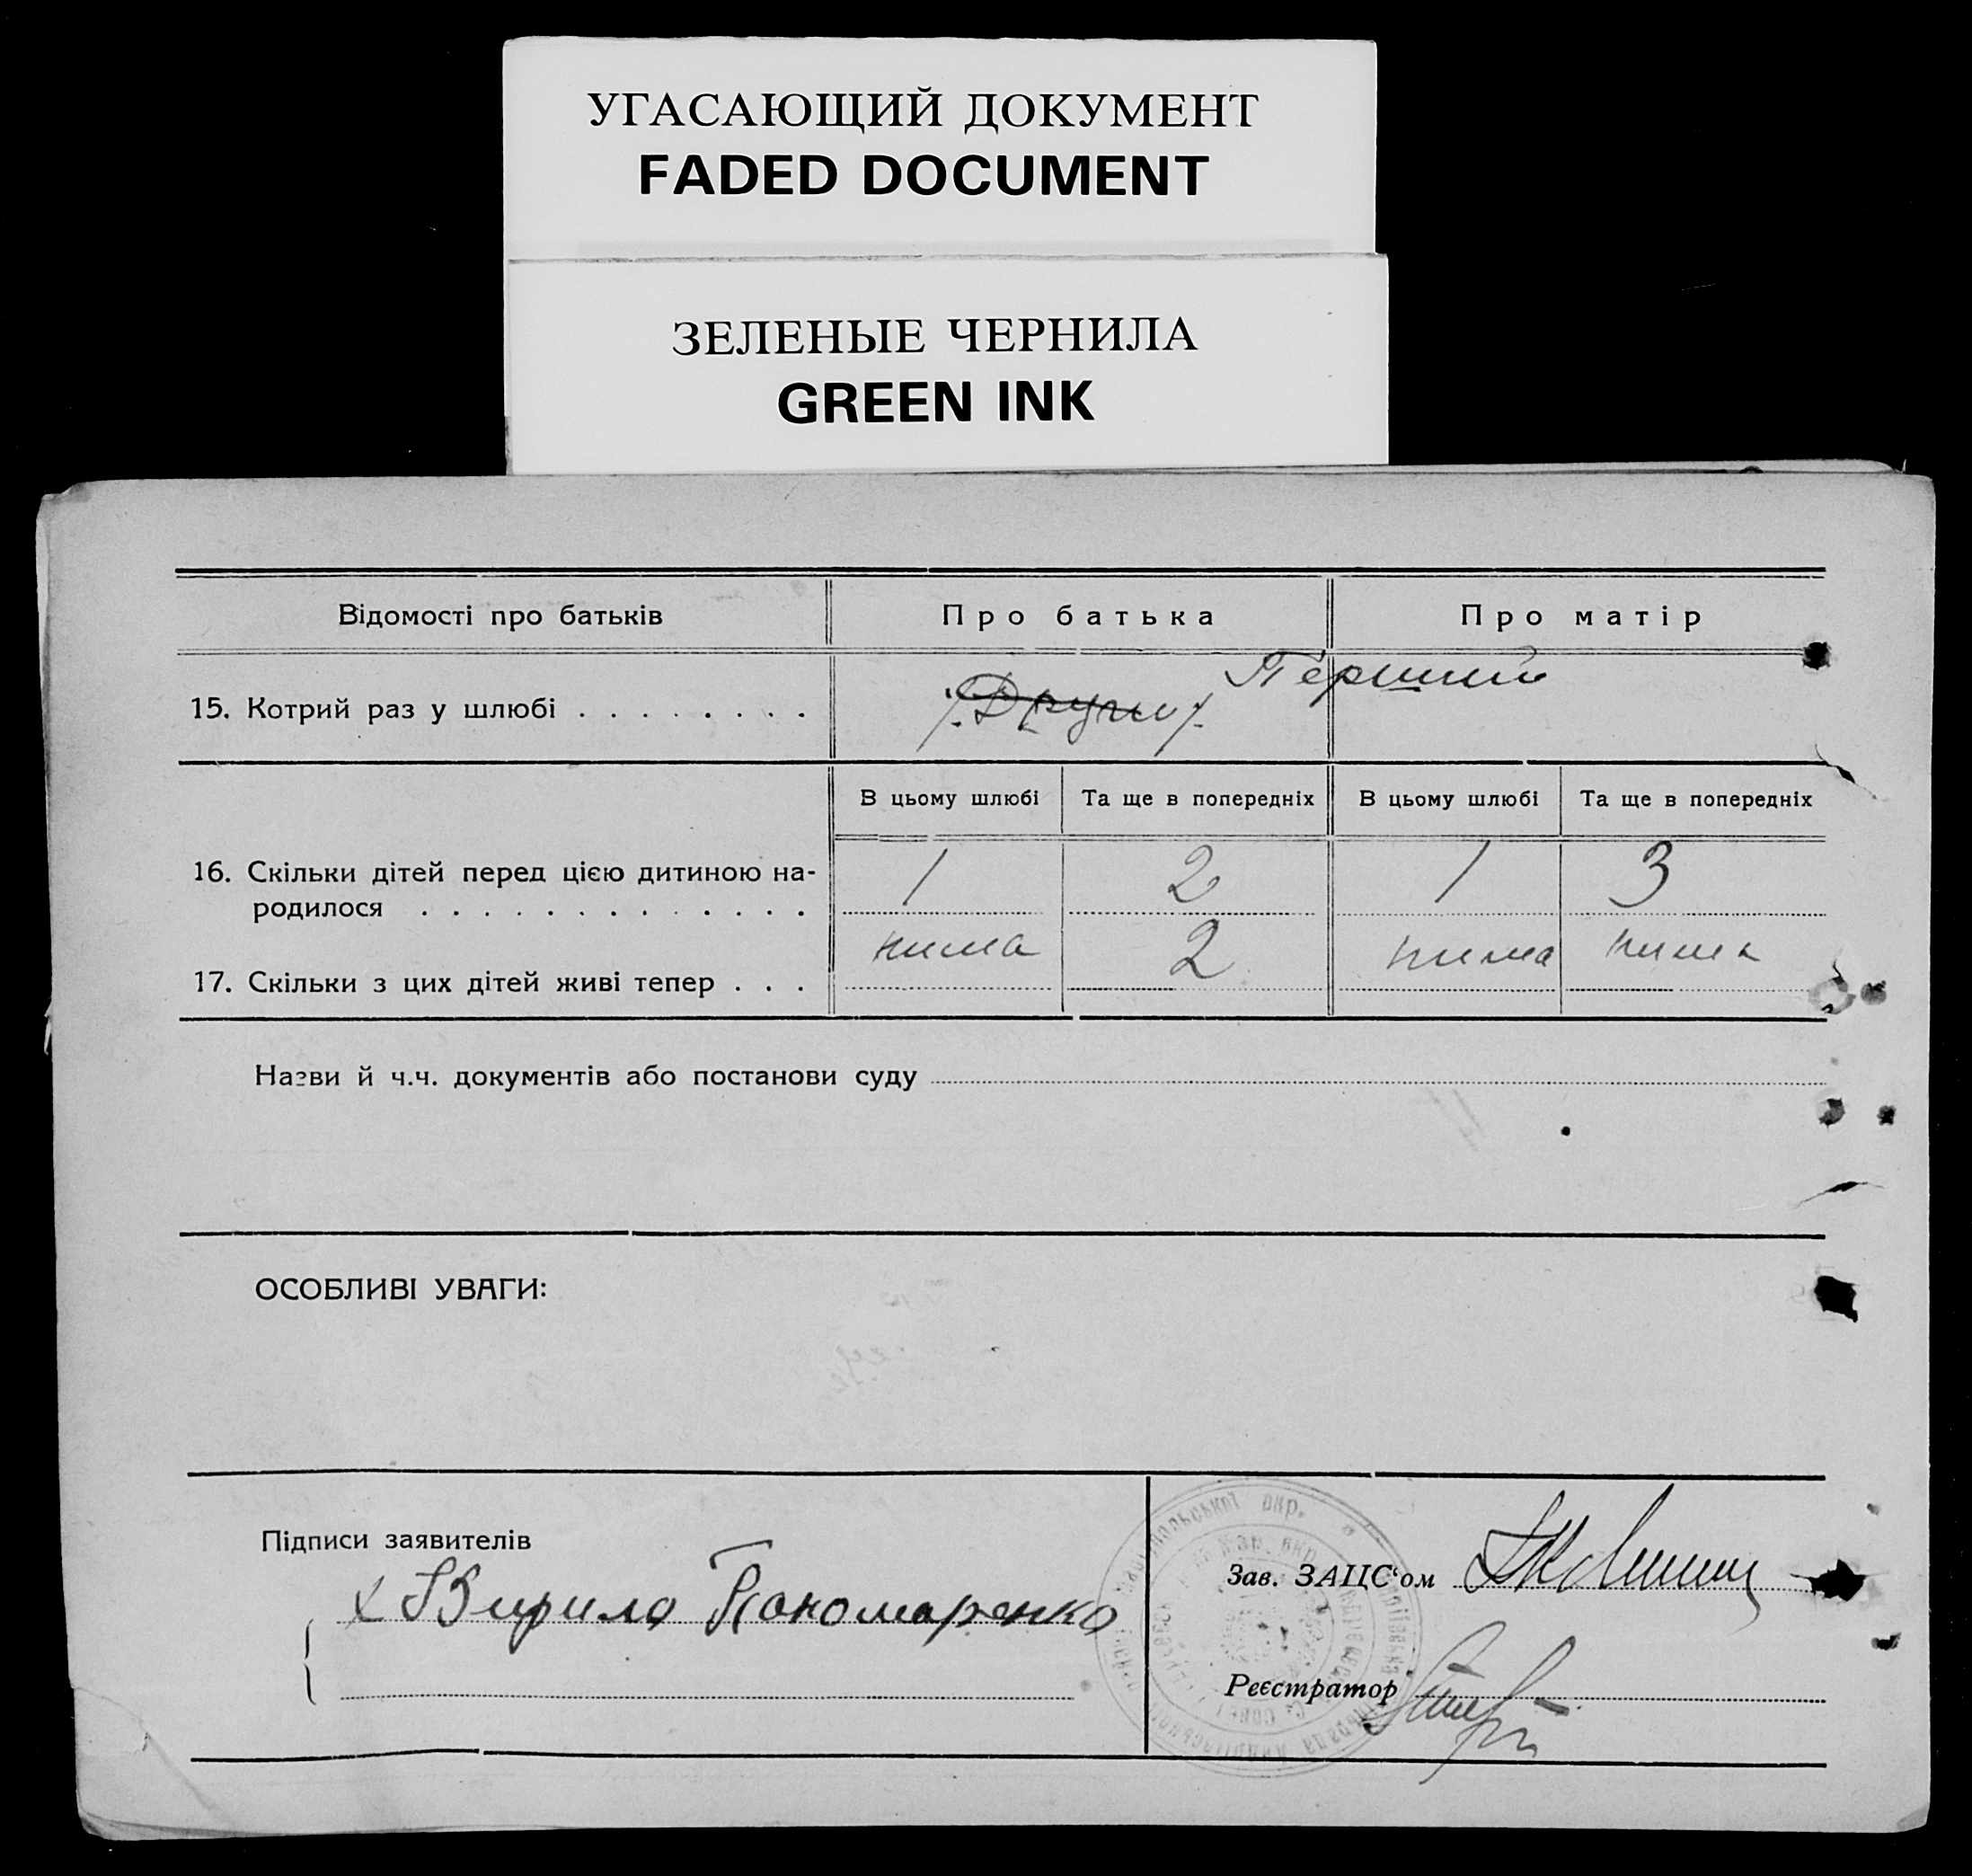 УГАСАЮЩИЙ ДОКУМЕНТ
FADED DOCUMENT
ЗЕЛЕНЫЕ ЧЕРНИЛА
GREEN INK
Відомості про батьків Про батька Про матір
15. Котрий раз у шлюбі . . . . . . . . Другий Перший
В цьому шлюбі Та ще в попередніх В цьому шлюбі Та ще в попередніх
16. Скільки дітей перед цією дитиною на-
родилося . . . . . . . . . . . . . 1 2 1 3
17. Скільки з цих дітей живі тепер . . . нима 2 нима нима
Назви й ч.ч. документів або постанови суду
ОСОБЛИВІ УВАГИ:
Підписи заявителів
Зав. ЗАЦС‘ом
х Кирило Пономаренко
Реєстратор